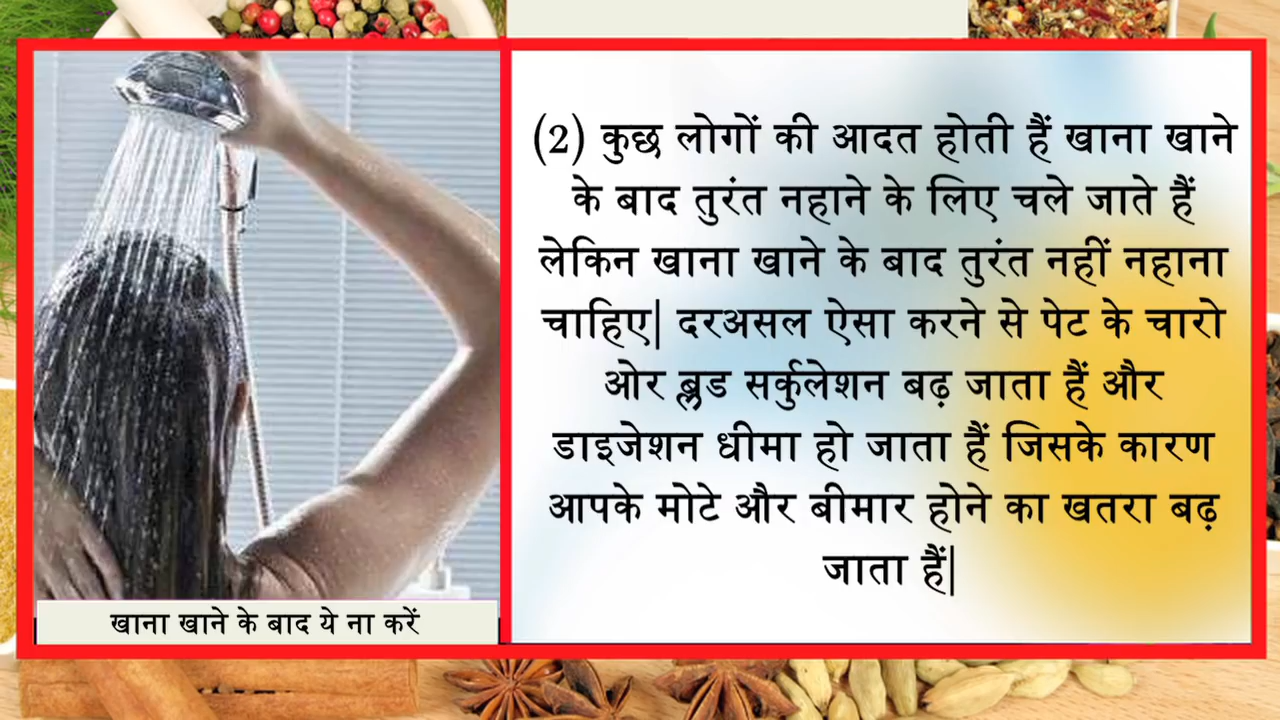 (2) कुछ लोगों की आदत होती हैं खाना खाने
के बाद तुरंत नहाने के लिए चले जाते हैं
लेकिन खाना खाने के बाद तुरंत नहीं नहाना
चाहिए| दरअसल ऐसा करने से पेट के चारो
ओर ब्लड सर्कुलेशन बढ़ जाता हैं और
डाइजेशन धीमा हो जाता हैं जिसके कारण
आपके मोटे और बीमार होने का खतरा बढ़
जाता हैं|
खाना खाने के बाद ये ना करें